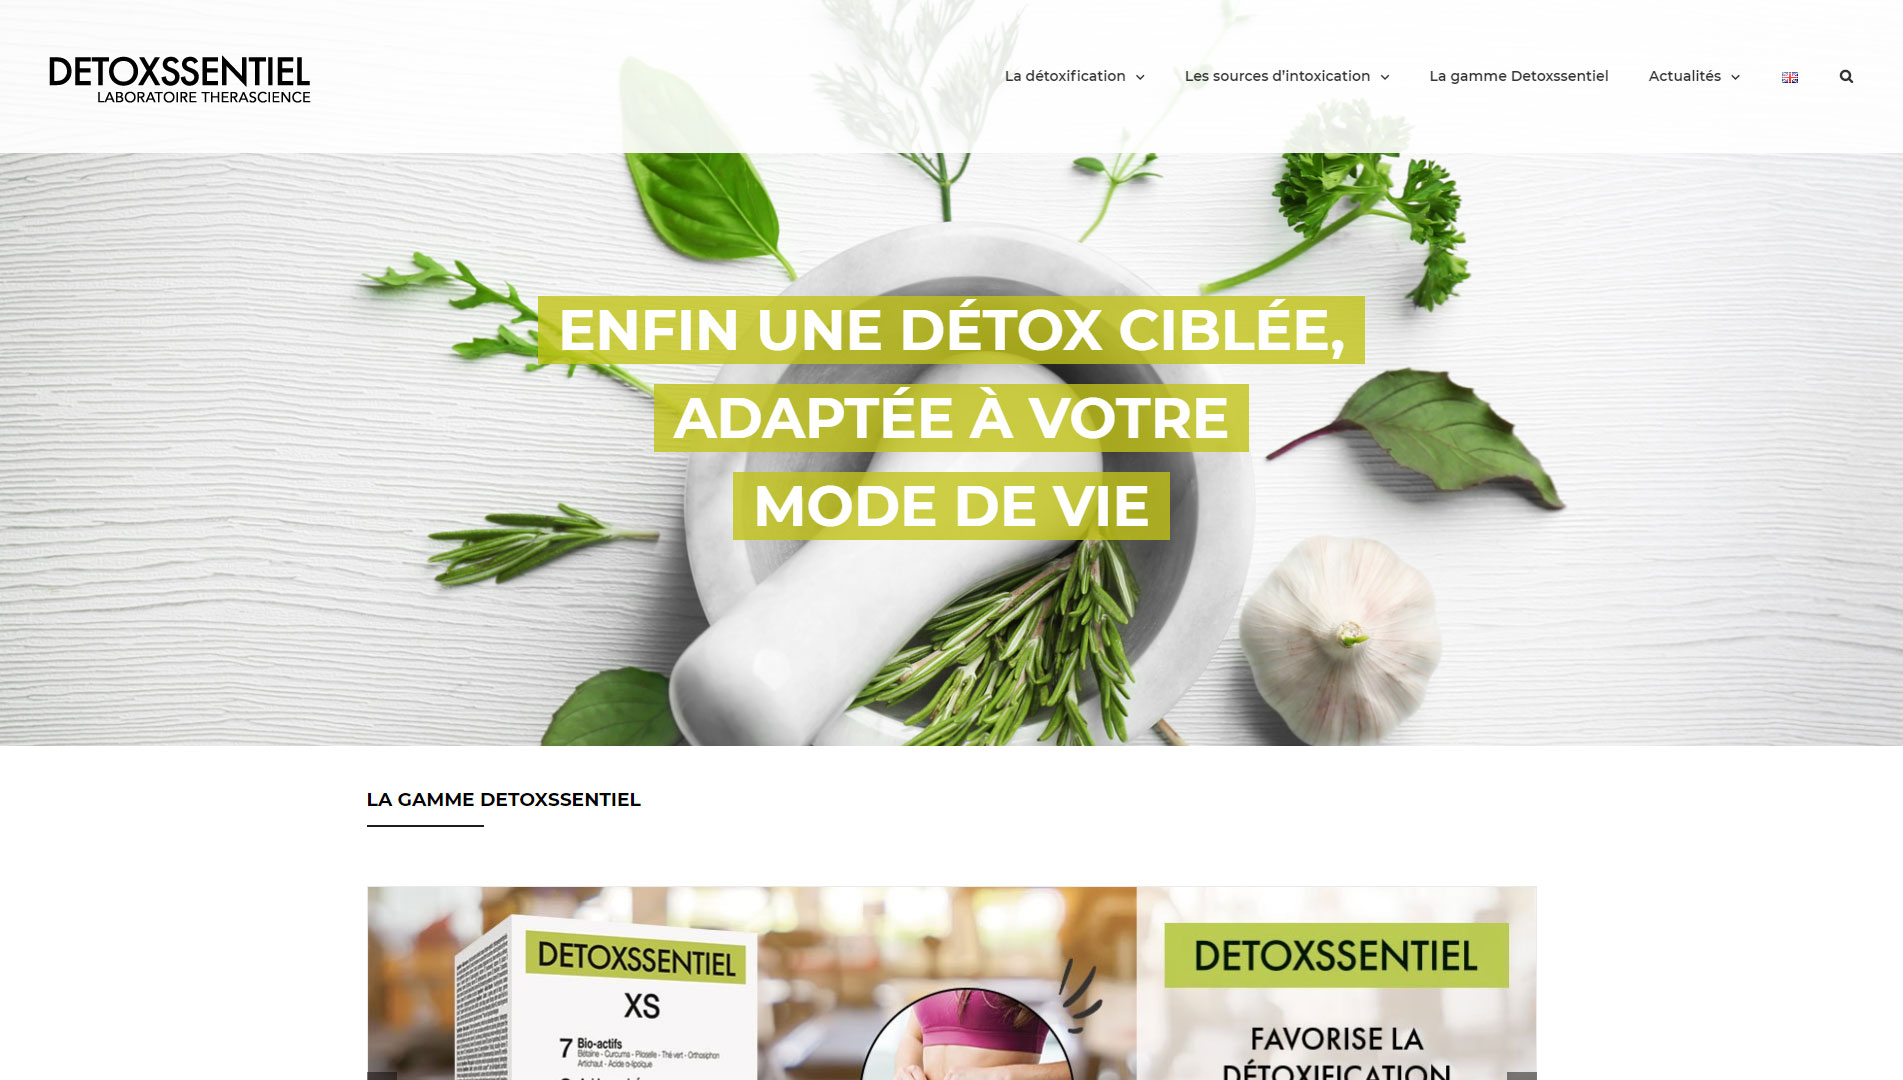 DETOXSSENTIEL
LABORATOIRE THERASCIENCE
La détoxification
Les sources d’intoxication
La gamme Detoxssentiel
Actualités
ENFIN UNE DÉTOX CIBLÉE,
ADAPTÉE À VOTRE
MODE DE VIE
LA GAMME DETOXSSENTIEL
DETOXSSENTIEL
XS
7 Bio-actifs
Bétaïne - Curcuma - Piloselle - Thé vert - Orthosiphon
Artichaut - Acide α-lipoïque
DETOXSSENTIEL
FAVORISE LA
DÉTOXIFICATION